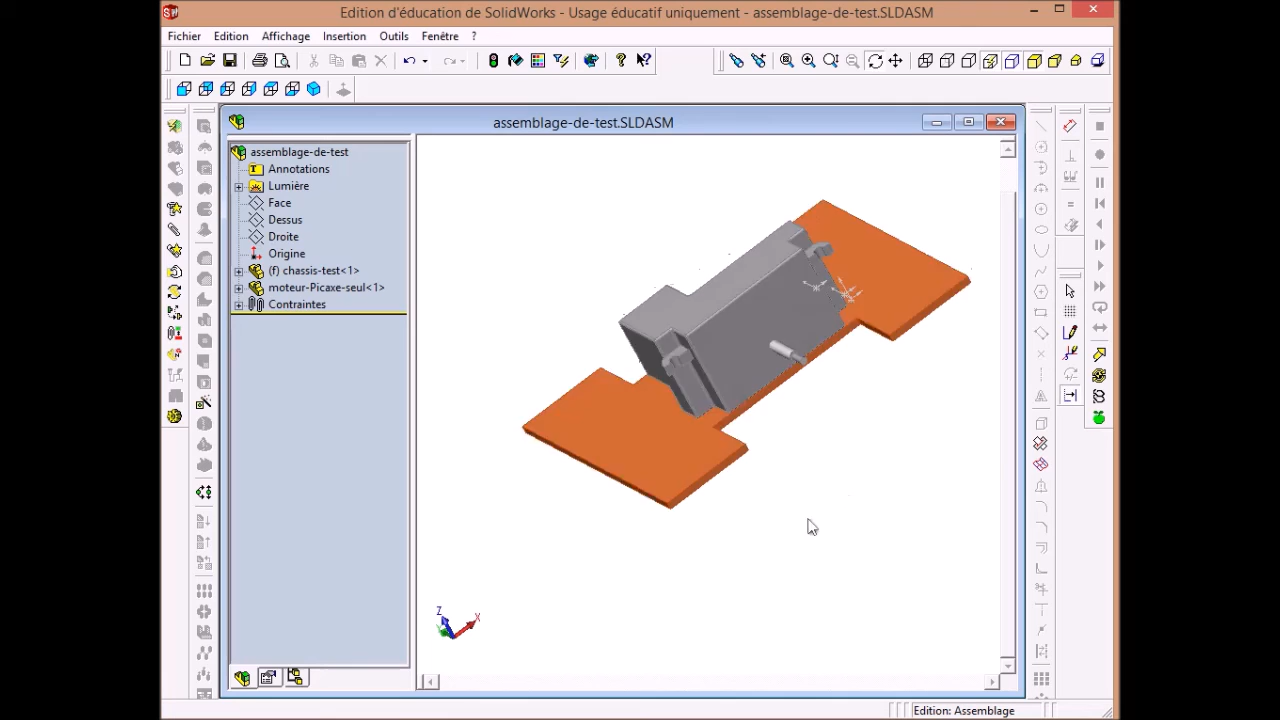 Edition d'éducation de SolidWorks - Usage éducatif uniquement - assemblage-de-test.SLDASM
Fichier Edition Affichage Insertion Outils Fenêtre ?
assemblage-de-test.SLDASM
assemblage-de-test
Annotations
Lumière
Face
Dessus
Droite
Origine
(f) chassis-test<1>
moteur-Picaxe-seul<1>
Contraintes
Z
X
Edition: Assemblage